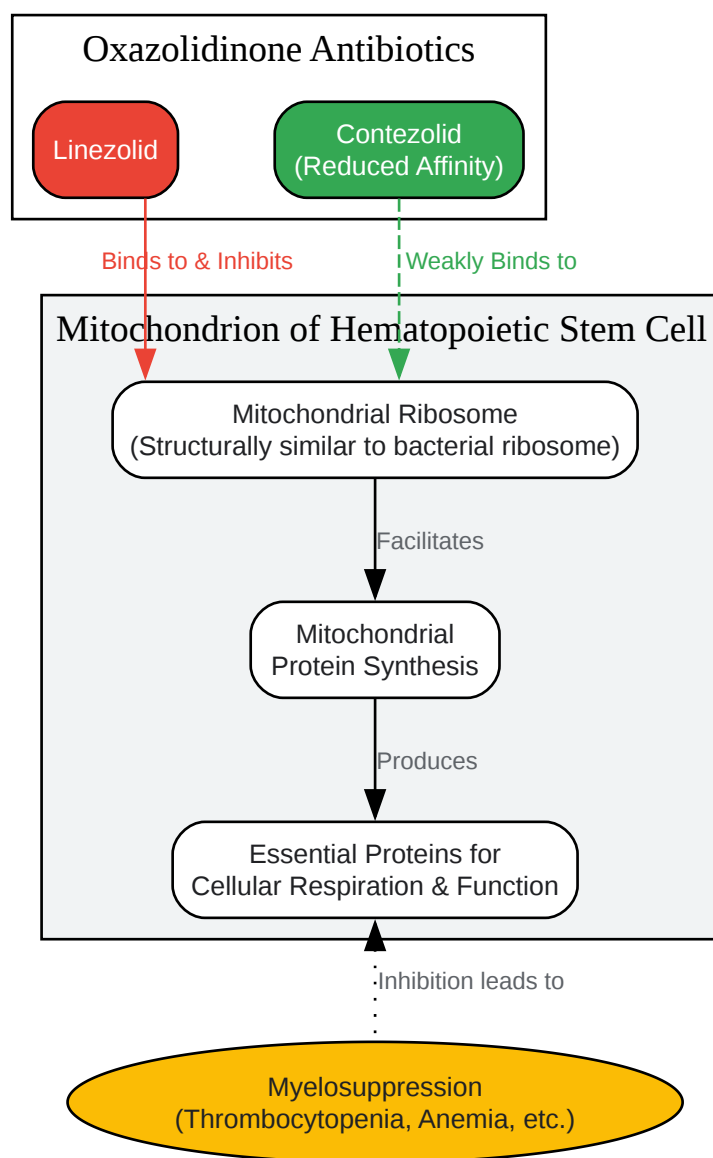 Oxazolidinone Antibiotics
Linezolid
Contezolid
(Reduced Affinity)
Binds to & Inhibits
Weakly Binds to
Mitochondrion of Hematopoietic Stem Cell
Mitochondrial Ribosome
(Structurally similar to bacterial ribosome)
Facilitates
Mitochondrial
Protein Synthesis
Produces
Essential Proteins for
Cellular Respiration & Function
Inhibition leads to
Myelosuppression
(Thrombocytopenia, Anemia, etc.)